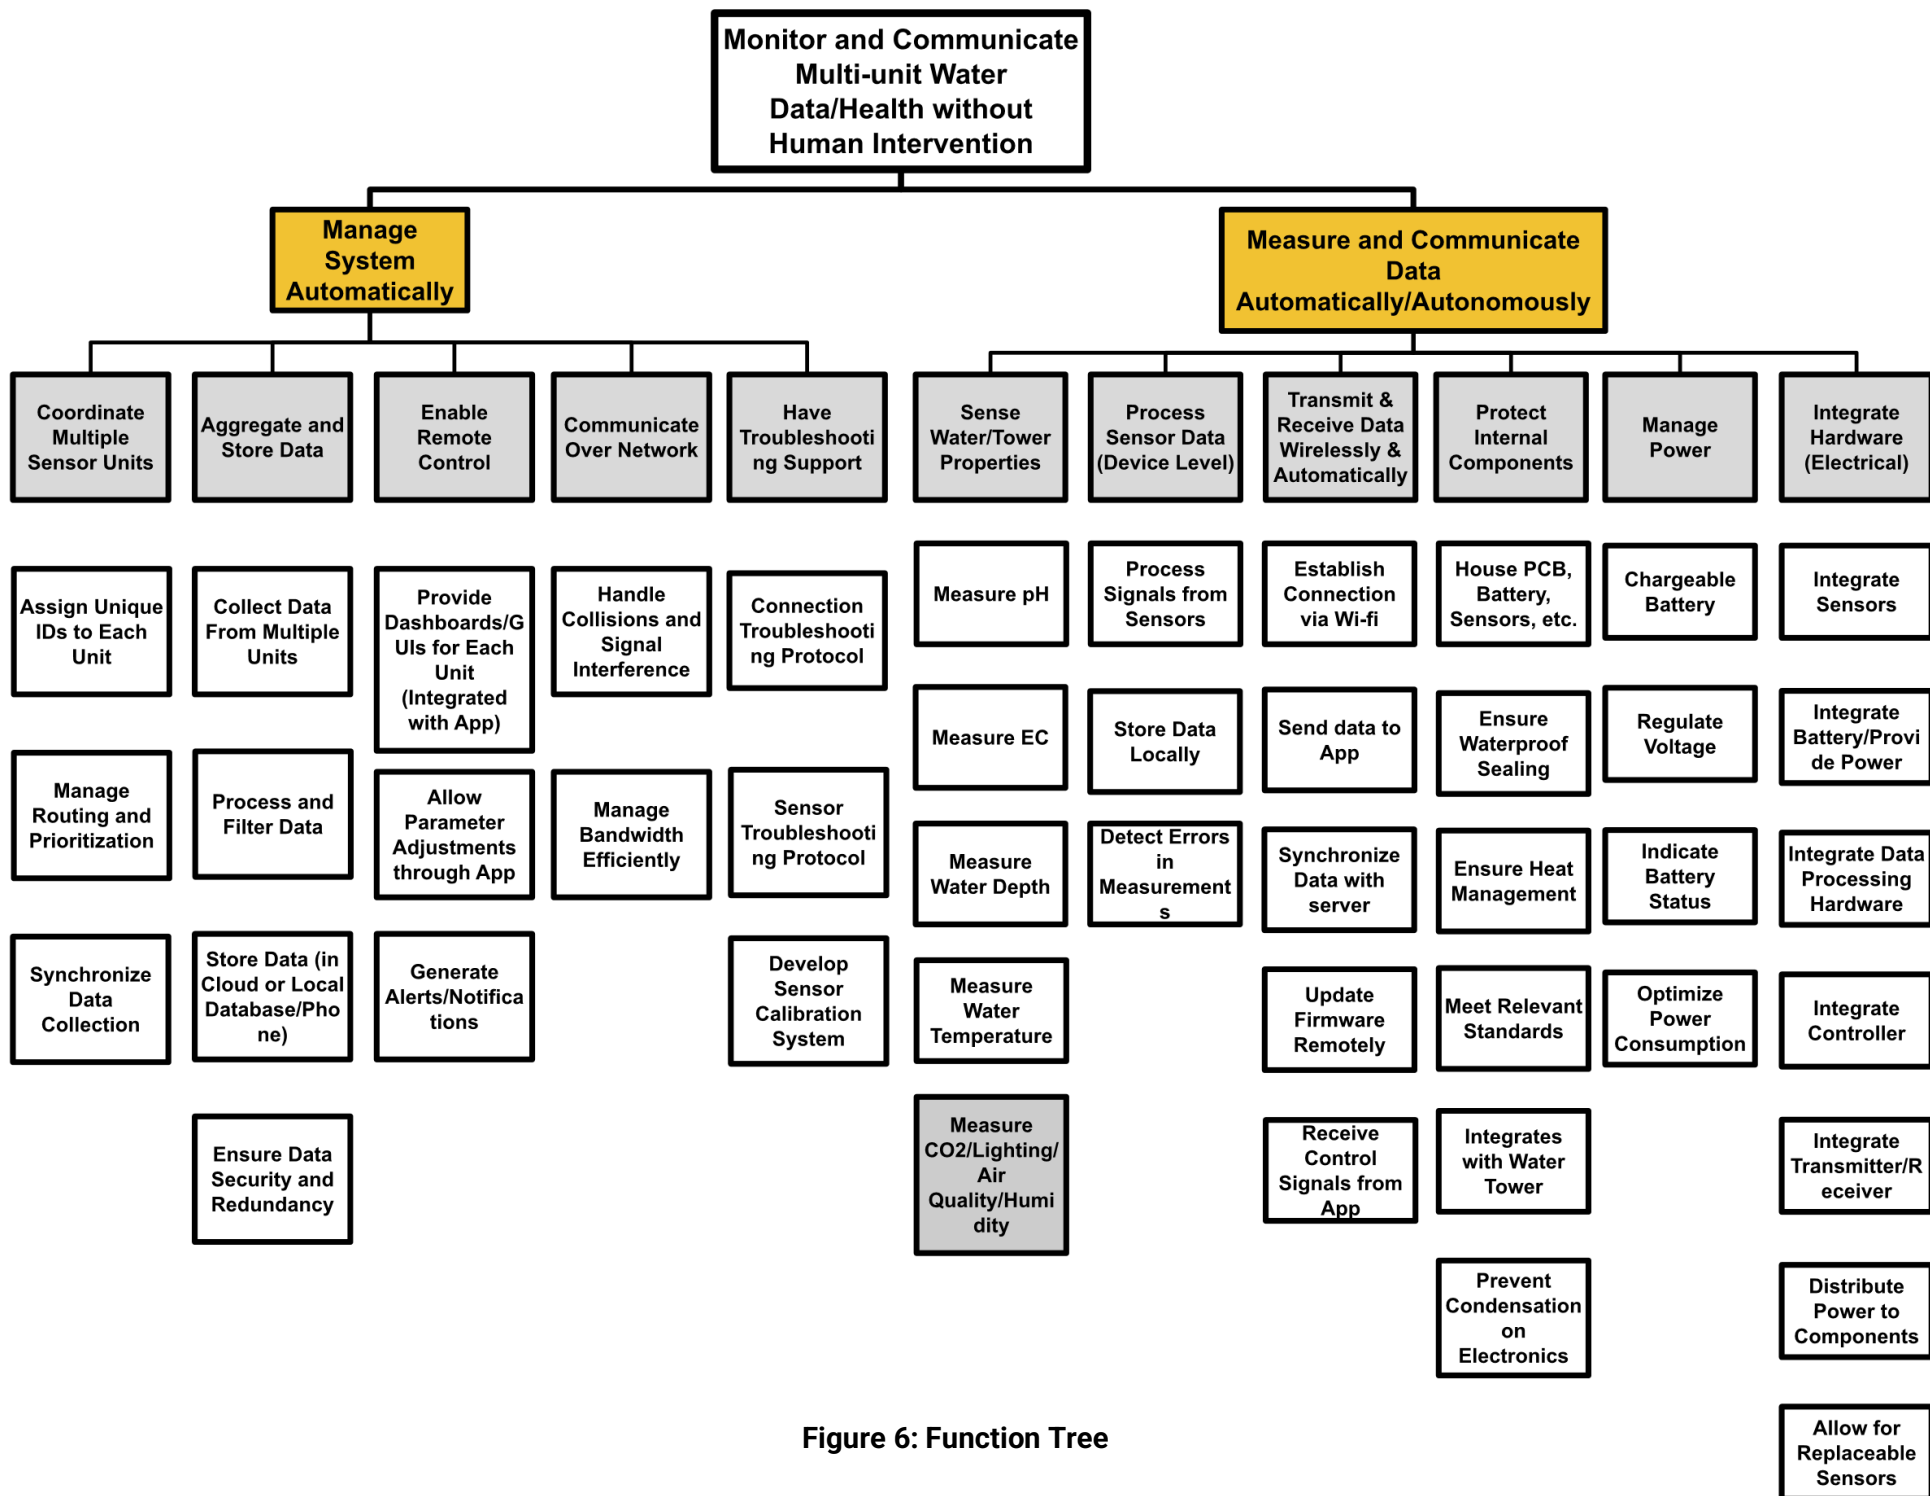 Monitor and Communicate
Multi-unit Water
Data/Health without
Human Intervention
Manage
System
Automatically
Measure and Communicate
Data
Automatically/Autonomously
Coordinate
Multiple
Sensor Units
Aggregate and
Store Data
Enable
Remote
Control
Communicate
Over Network
Have
Troubleshooti
ng Support
Sense
Water/Tower
Properties
Process
Sensor Data
(Device Level)
Transmit &
Receive Data
Wirelessly &
Automatically
Protect
Internal
Components
Manage
Power
Integrate
Hardware
(Electrical)
Assign Unique
IDs to Each
Unit
Manage
Routing and
Prioritization
Synchronize
Data
Collection
Collect Data
From Multiple
Units
Process and
Filter Data
Store Data (in
Cloud or Local
Database/Pho
ne)
Ensure Data
Security and
Redundancy
Provide
Dashboards/G
UIs for Each
Unit
(Integrated
with App)
Allow
Parameter
Adjustments
through App
Generate
Alerts/Notifica
tions
Handle
Collisions and
Signal
Interference
Manage
Bandwidth
Efficiently
Connection
Troubleshooti
ng Protocol
Sensor
Troubleshooti
ng Protocol
Develop
Sensor
Calibration
System
Measure pH
Measure EC
Measure
Water Depth
Measure
Water
Temperature
Measure
CO2/Lighting/
Air
Quality/Humi
dity
Process
Signals from
Sensors
Store Data
Locally
Detect Errors
in
Measurement
s
Establish
Connection
via Wi-fi
Send data to
App
Synchronize
Data with
server
Update
Firmware
Remotely
Receive
Control
Signals from
App
House PCB,
Battery,
Sensors, etc.
Ensure
Waterproof
Sealing
Ensure Heat
Management
Meet Relevant
Standards
Integrates
with Water
Tower
Prevent
Condensation
on
Electronics
Chargeable
Battery
Regulate
Voltage
Indicate
Battery
Status
Optimize
Power
Consumption
Integrate
Sensors
Integrate
Battery/Provi
de Power
Integrate Data
Processing
Hardware
Integrate
Controller
Integrate
Transmitter/R
eceiver
Distribute
Power to
Components
Allow for
Replaceable
Sensors
Figure 6: Function Tree